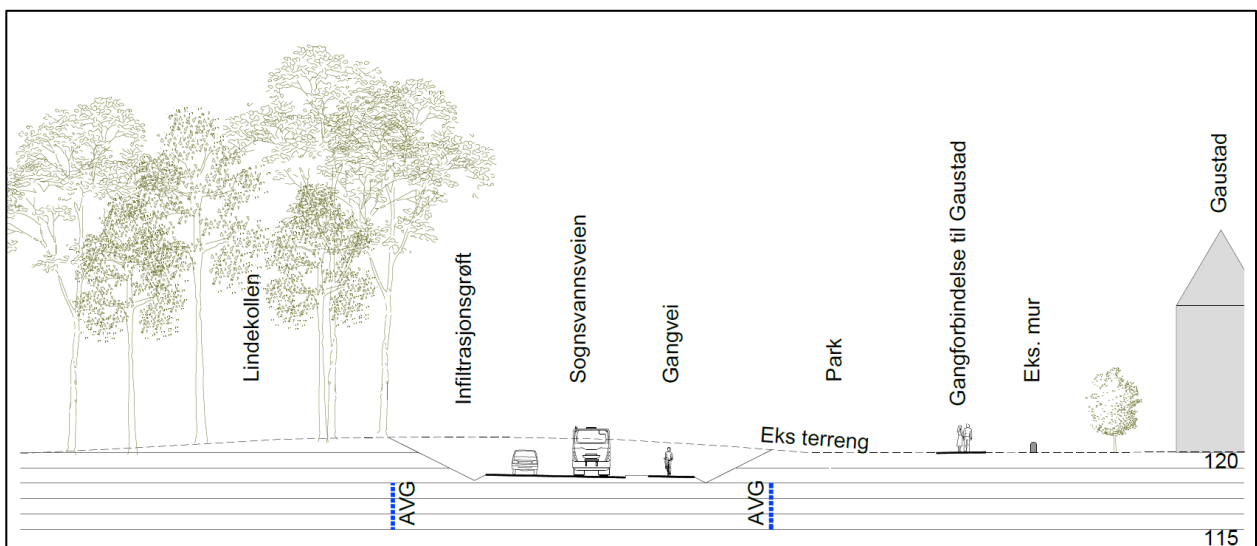 Lindekollen
Infiltrasjonsgrøft
Sognsvannsveien
Gangvei
Park
Gangforbindelse til Gaustad
Eks. mur
Gaustad
Eks terreng
120
AVG
AVG
115